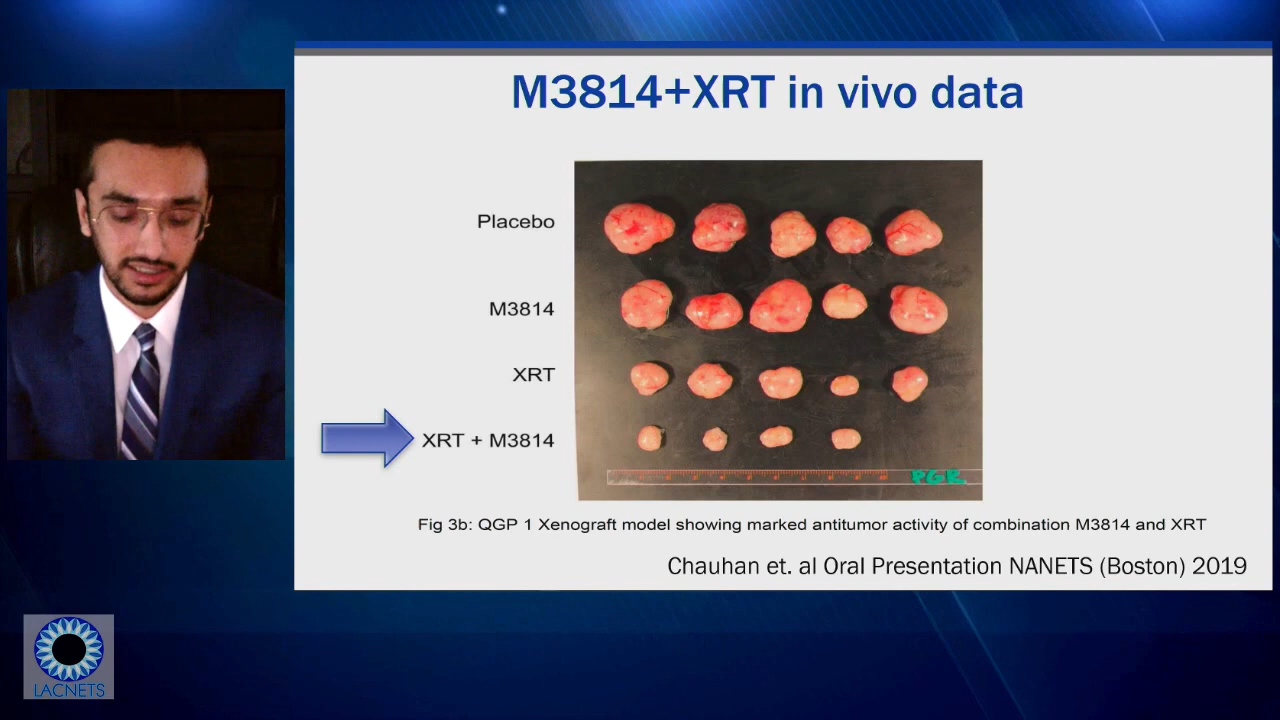 M3814+XRT in vivo data
Placebo
M3814
XRT
XRT + M3814
PGR
Fig 3b: QGP 1 Xenograft model showing marked antitumor activity of combination M3814 and XRT
Chauhan et. al Oral Presentation NANETS (Boston) 2019
LACNETS